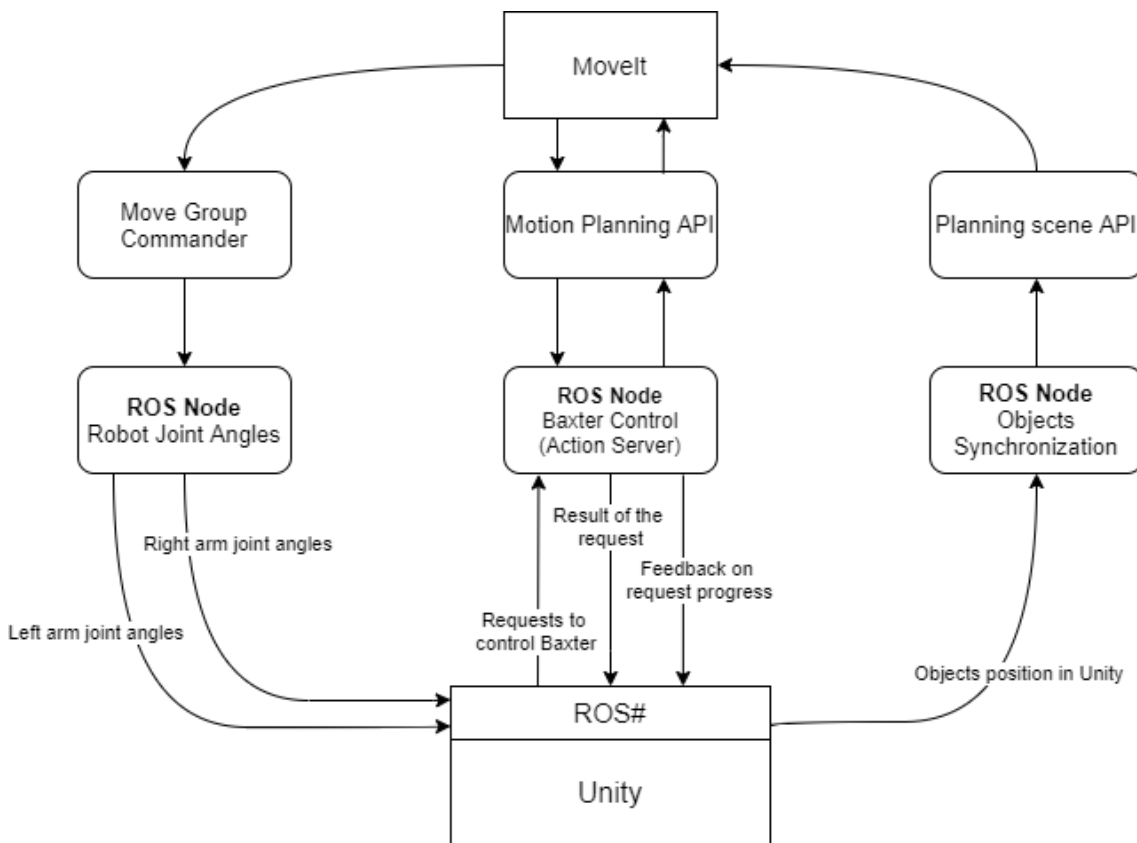 MoveIt
Move Group
Commander
Motion Planning API
Planning scene API
ROS Node
Robot Joint Angles
ROS Node
Baxter Control
(Action Server)
ROS Node
Objects
Synchronization
Right arm joint angles
Left arm joint angles
Result of the
request
Feedback on
request progress
Requests to
control Baxter
Objects position in Unity
ROS#
Unity